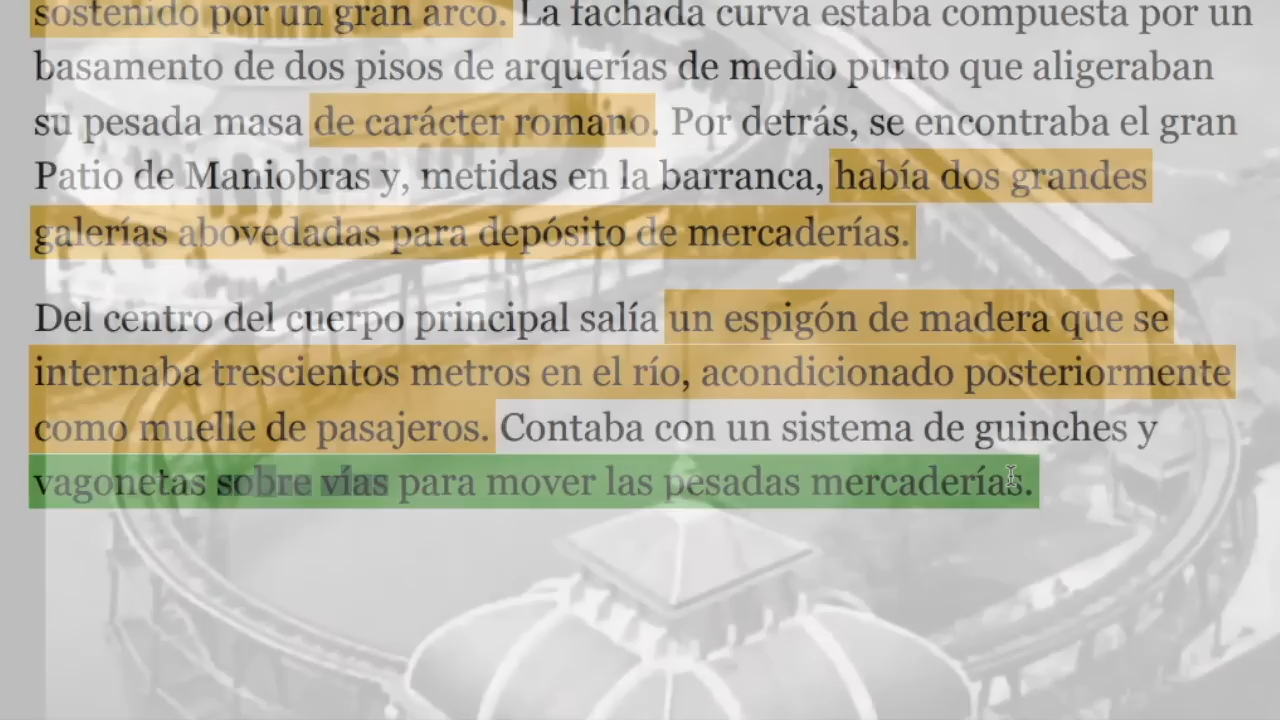 sostenido por un gran arco. La fachada curva estaba compuesta por un
basamento de dos pisos de arquerías de medio punto que aligeraban
su pesada masa de carácter romano. Por detrás, se encontraba el gran
Patio de Maniobras y, metidas en la barranca, había dos grandes
galerías abovedadas para depósito de mercaderías.
Del centro del cuerpo principal salía un espigón de madera que se
internaba trescientos metros en el río, acondicionado posteriormente
como muelle de pasajeros. Contaba con un sistema de guinches y
vagonetas sobre vías para mover las pesadas mercaderías.